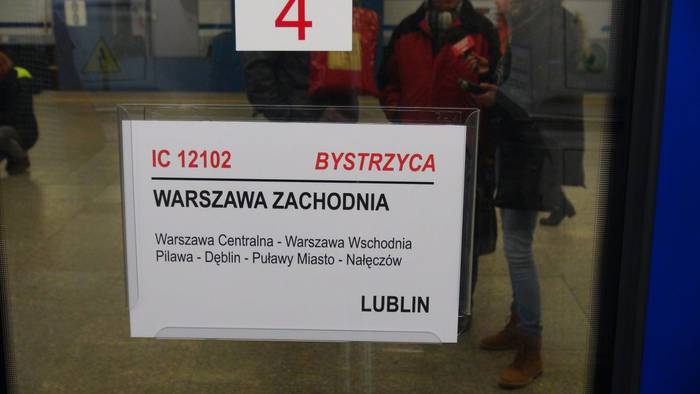 4
IC 12102 BYSTRZYCA
WARSZAWA ZACHODNIA
Warszawa Centralna - Warszawa Wschodnia
Pilawa - Dęblin - Puławy Miasto - Nałęczów
LUBLIN